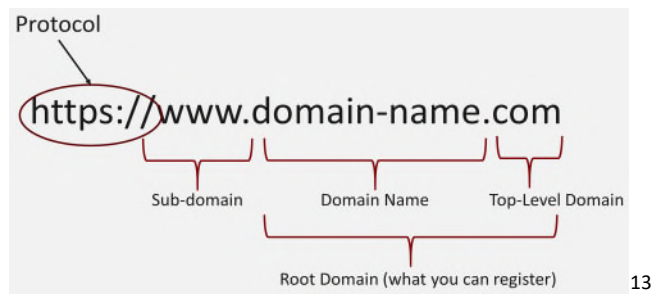 Protocol
https://www.domain-name.com
Sub-domain Domain Name Top-Level Domain
Root Domain (what you can register)
13